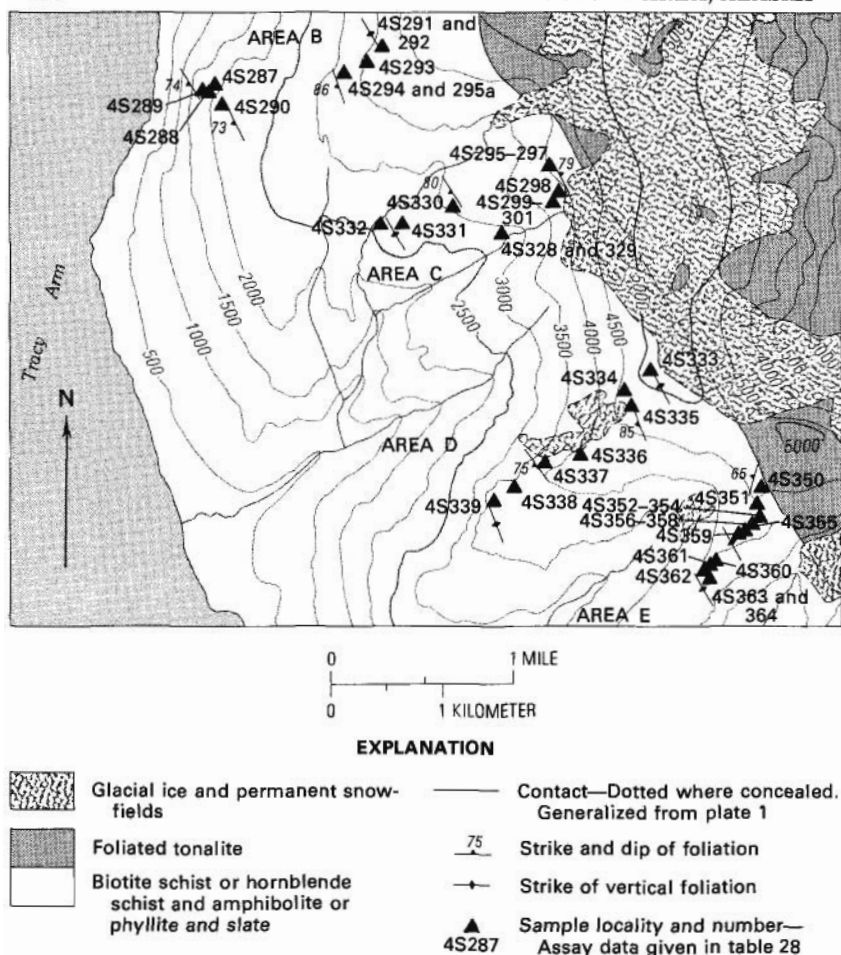 4S291 and
292
AREA B
4S287
74
4S293
4S294 and 295a
86
4S289
4S290
4S288
73
4S295–297
79
4S298
80
4S330
4S299–
301
4S332
4S331
4S328 and 329
AREA C
2000
1500
1000
500
3000
2500
3500
4000
4500
5000
4500
Tracy Arm
N
4S333
4S334
4S335
85
AREA D
5000
4S336
75
4S337
65
4S350
4S338
4S339
4S352–354
4S351
4S356–358
4S355
4S359
4S361
4S360
4S362
4S363 and
364
AREA E
0 1 MILE
0 1 KILOMETER
EXPLANATION
Glacial ice and permanent snow-
fields
Foliated tonalite
Biotite schist or hornblende
schist and amphibolite or
phyllite and slate
Contact—Dotted where concealed.
Generalized from plate 1
75
Strike and dip of foliation
Strike of vertical foliation
4S287
Sample locality and number—
Assay data given in table 28